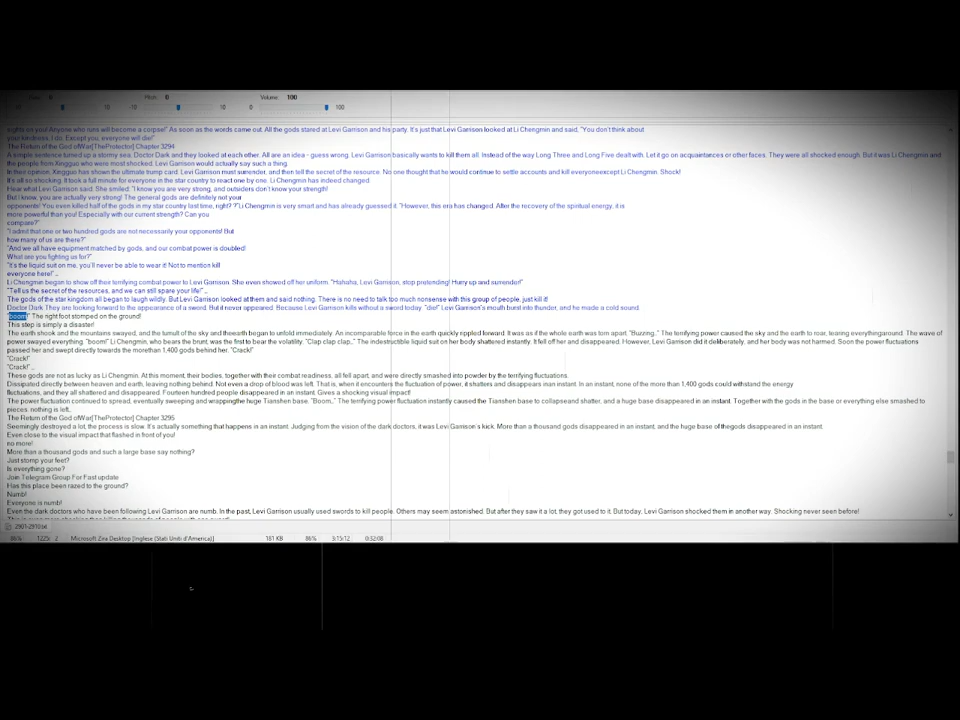 Pitch: 0
Volume: 100
10 -10
10 0
100
rights on you! Anyone who runs will become a corpse!" As soon as the words came out. All the gods stared at Levi Garrison and his party. It's just that Levi Garrison looked at Li Chengmin and said, "You don't think about
your kindness, I do. Except you, everyone will die!"
The Return of the God ofWar[TheProtector] Chapter 3294
A simple sentence turned up a stormy sea. Doctor Dark and they looked at each other. All are an idea - guess wrong. Levi Garrison basically wants to kill them all. Instead of the way Long Three and Long Five dealt with. Let it go on acquaintances or other faces. They were all shocked enough. But it was Li Chengmin and
the people from Xingguo who were most shocked. Levi Garrison would actually say such a thing.
In their opinion, Xingguo has shown the ultimate trump card. Levi Garrison must surrender, and then tell the secret of the resource. No one thought that he would continue to settle accounts and kill everyoneexcept Li Chengmin. Shock!
It's all so shocking. It took a full minute for everyone in the star country to react one by one. Li Chengmin has indeed changed.
Hear what Levi Garrison said: She smiled: "I know you are very strong, and outsiders don't know your strength!
But I know, you are actually very strong! The general gods are definitely not your
opponents! You even killed half of the gods in my star country last time, right? ?"Li Chengmin is very smart and has already guessed it. "However, this era has changed. After the recovery of the spiritual energy, it is
more powerful than you! Especially with our current strength? Can you
compare?"
"I admit that one or two hundred gods are not necessarily your opponents! But
how many of us are there?"
"And we all have equipment matched by gods, and our combat power is doubled!
What are you fighting us for?"
"It's the liquid suit on me, you'll never be able to wear it! Not to mention kill
everyone here!"...
Li Chengmin began to show off their terrifying combat power to Levi Garrison. She even showed off her uniform. "Hahaha, Levi Garrison, stop pretending! Hurry up and surrender!"
"Tell us the secret of the resources, and we can still spare your life!"...
The gods of the star kingdom all began to laugh wildly. But Levi Garrison looked at them and said nothing. There is no need to talk too much nonsense with this group of people, just kill it!
Doctor Dark They are looking forward to the appearance of a sword. But it never appeared. Because Levi Garrison kills without a sword today. "die!" Levi Garrison's mouth burst into thunder, and he made a cold sound.
"boom!" The right foot stomped on the ground!
This step is simply a disaster!
The earth shook and the mountains swayed, and the tumult of the sky and theearth began to unfold immediately. An incomparable force in the earth quickly rippled forward. It was as if the whole earth was torn apart. "Buzzing..." The terrifying power caused the sky and the earth to roar, tearing everythingaround. The wave of
power swayed everything. "boom!" Li Chengmin, who bears the brunt, was the first to bear the volatility. "Clap clap clap,.." The indestructible liquid suit on her body shattered instantly. It fell off her and disappeared. However, Levi Garrison did it deliberately, and her body was not harmed. Soon the power fluctuations
passed her and swept directly towards the morethan 1,400 gods behind her. "Crack!"
"Crack!"
"Crack!"...
These gods are not as lucky as Li Chengmin. At this moment, their bodies, together with their combat readiness, all fell apart, and were directly smashed into powder by the terrifying fluctuations.
Dissipated directly between heaven and earth, leaving nothing behind. Not even a drop of blood was left. That is, when it encounters the fluctuation of power, it shatters and disappears inan instant. In an instant, none of the more than 1,400 gods could withstand the energy
fluctuations, and they all shattered and disappeared. Fourteen hundred people disappeared in an instant. Gives a shocking visual impact!
The power fluctuation continued to spread, eventually sweeping and wrappingthe huge Tianshen base. "Boom,." The terrifying power fluctuation instantly caused the Tianshen base to collapseand shatter, and a huge base disappeared in an instant. Together with the gods in the base or everything else smashed to
pieces. nothing is left..
The Return of the God ofWar[TheProtector] Chapter 3295
Seemingly destroyed a lot, the process is slow. It's actually something that happens in an instant. Judging from the vision of the dark doctors, it was Levi Garrison's kick. More than a thousand gods disappeared in an instant, and the huge base of thegods disappeared in an instant.
Even close to the visual impact that flashed in front of you!
no more!
More than a thousand gods and such a large base say nothing?
Just stomp your feet?
Is everything gone?
Join Telegram Group For Fast update
Has this place been razed to the ground?
Numb!
Everyone is numb!
Even the dark doctors who have been following Levi Garrison are numb. In the past, Levi Garrison usually used swords to kill people. Others may seem astonished. But after they saw it a lot, they got used to it. But today, Levi Garrison shocked them in another way. Shocking never seen before!
2901-2910.txt
86% 1225: 2 Microsoft Zira Desktop [Inglese (Stati Uniti d'America)] 181 KB 86% 3:15:12 0:32:08